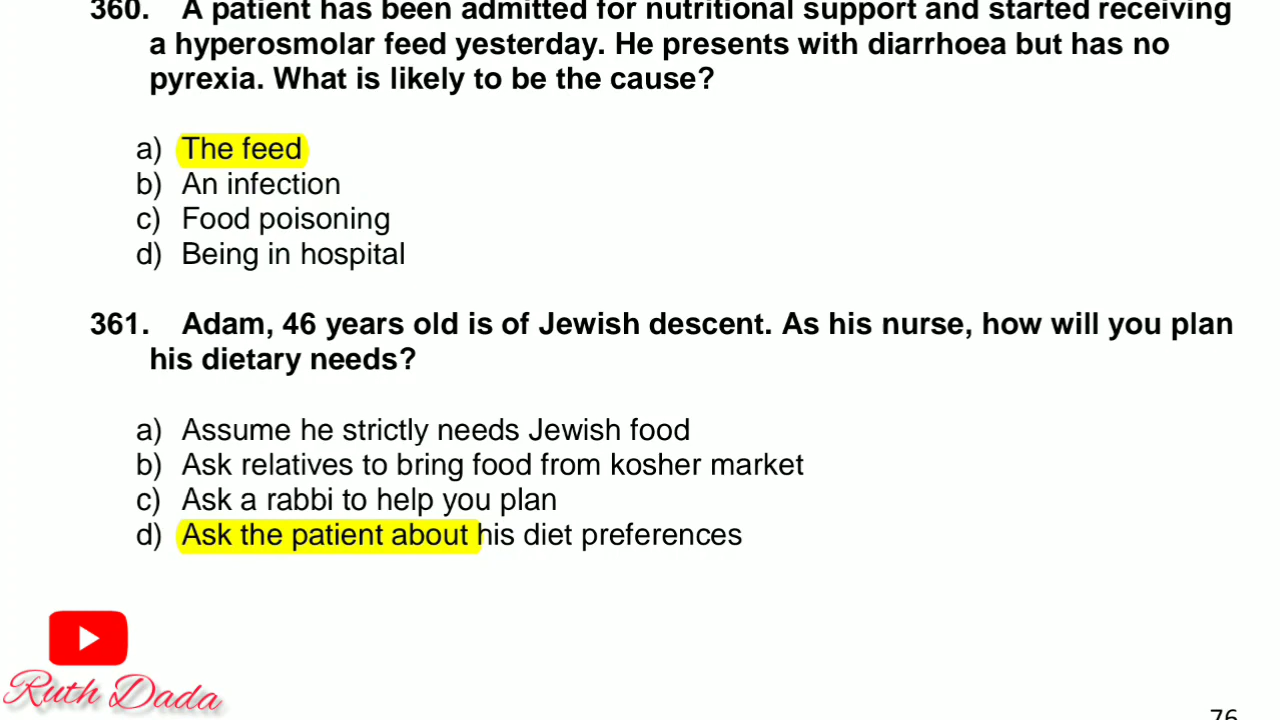 360. A patient has been admitted for nutritional support and started receiving
a hyperosmolar feed yesterday. He presents with diarrhoea but has no
pyrexia. What is likely to be the cause?
a) The feed
b) An infection
c) Food poisoning
d) Being in hospital
361. Adam, 46 years old is of Jewish descent. As his nurse, how will you plan
his dietary needs?
a) Assume he strictly needs Jewish food
b) Ask relatives to bring food from kosher market
c) Ask a rabbi to help you plan
d) Ask the patient about his diet preferences
Ruth Dada
76